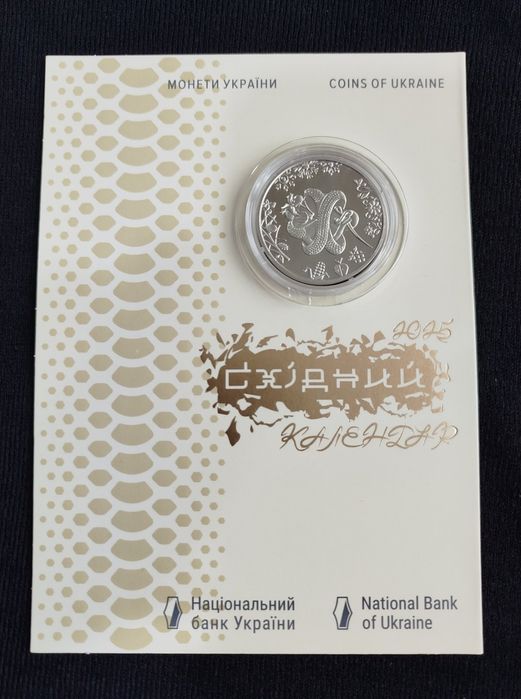 МОНЕТИ УКРАЇНИ
COINS OF UKRAINE
2025
СХІДНИЙ
КАЛЕНДАР
Національний
банк України
National Bank
of Ukraine